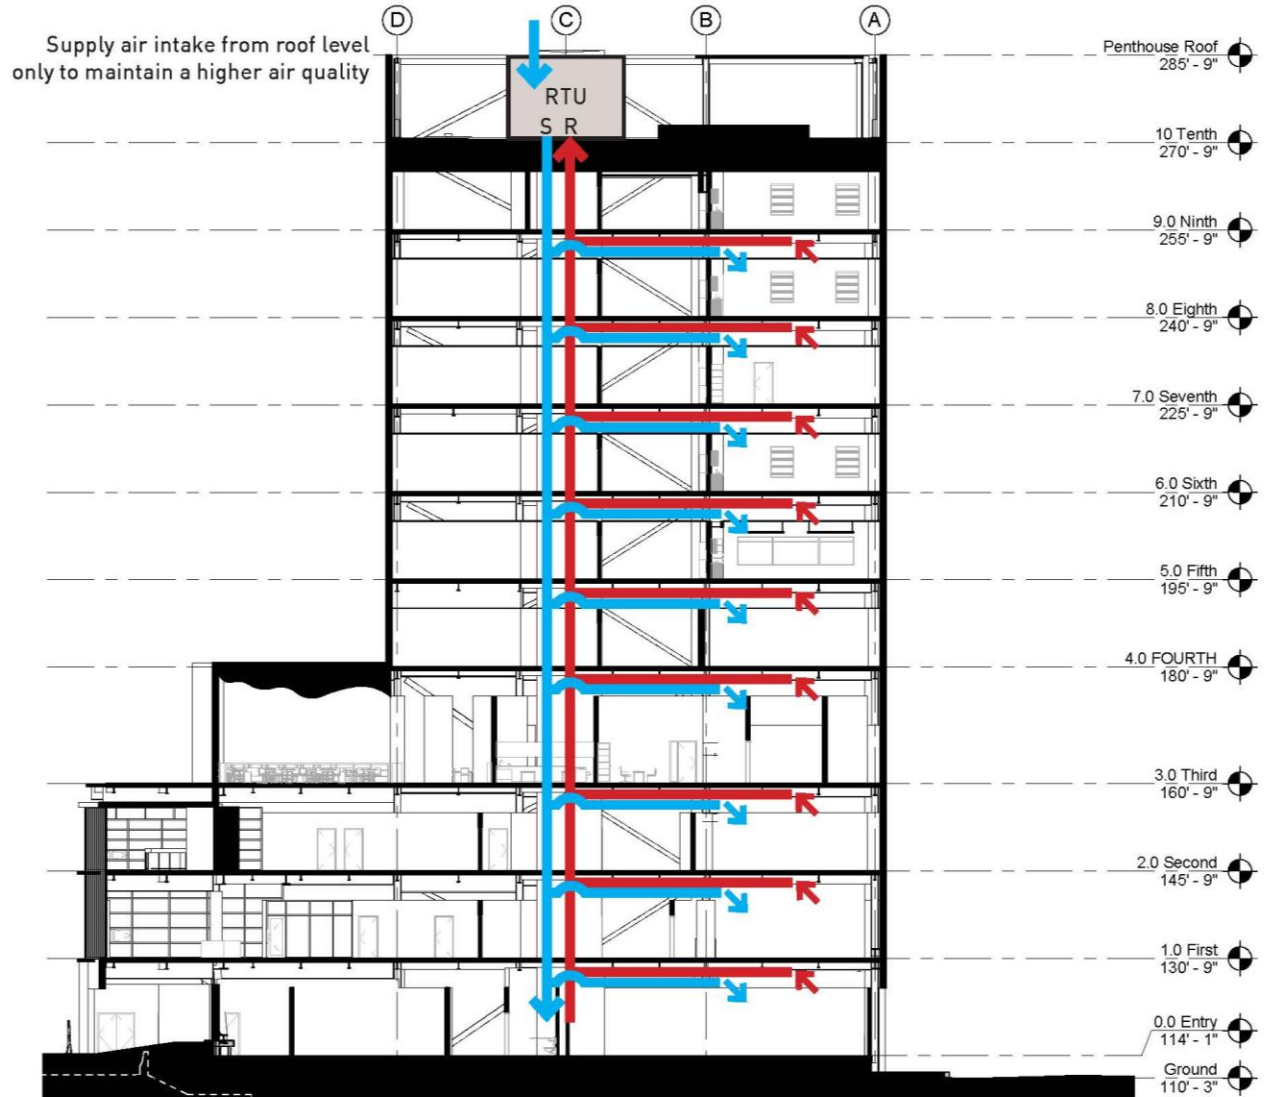 D
C
B
A
Supply air intake from roof level
only to maintain a higher air quality
RTU
S R
Penthouse Roof
285' - 9"
10 Tenth
270' - 9"
9.0 Ninth
255' - 9"
8.0 Eighth
240' - 9"
7.0 Seventh
225' - 9"
6.0 Sixth
210' - 9"
5.0 Fifth
195' - 9"
4.0 FOURTH
180' - 9"
3.0 Third
160' - 9"
2.0 Second
145' - 9"
1.0 First
130' - 9"
0.0 Entry
114' - 1"
Ground
110' - 3"